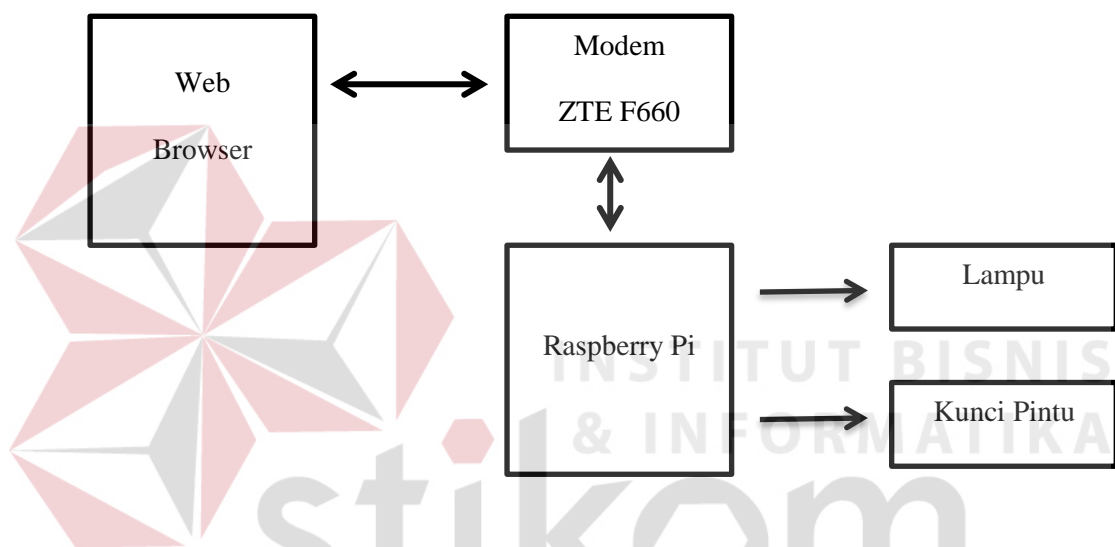 Web
Browser
Modem
ZTE F660
Raspberry Pi
Lampu
Kunci Pintu
INSTITUT BISNIS
& INFORMATIKA
stikom